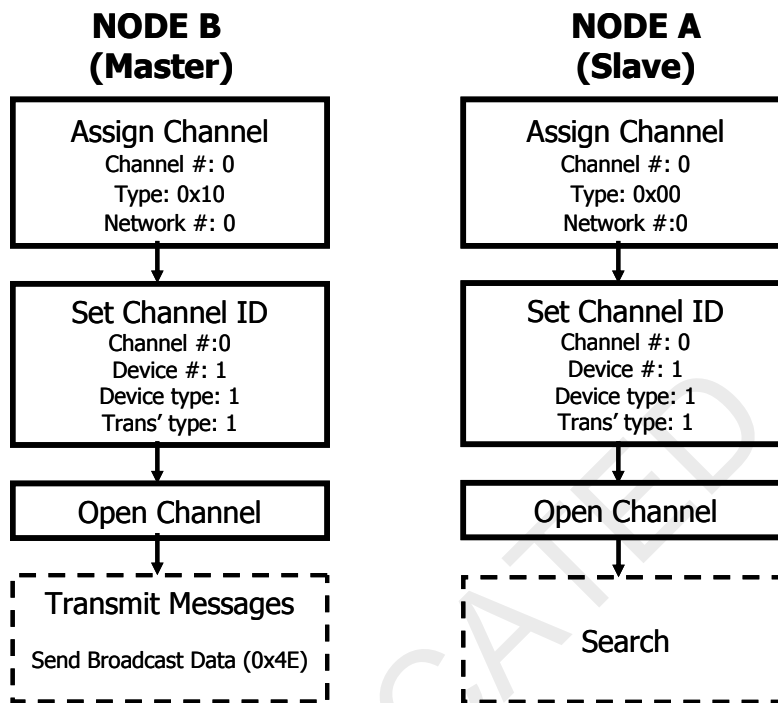 NODE B
(Master)
Assign Channel
Channel #: 0
Type: 0x10
Network #: 0
Set Channel ID
Channel #:0
Device #: 1
Device type: 1
Trans’ type: 1
Open Channel
Transmit Messages
Send Broadcast Data (0x4E)
NODE A
(Slave)
Assign Channel
Channel #: 0
Type: 0x00
Network #:0
Set Channel ID
Channel #: 0
Device #: 1
Device type: 1
Trans’ type: 1
Open Channel
Search
CATED